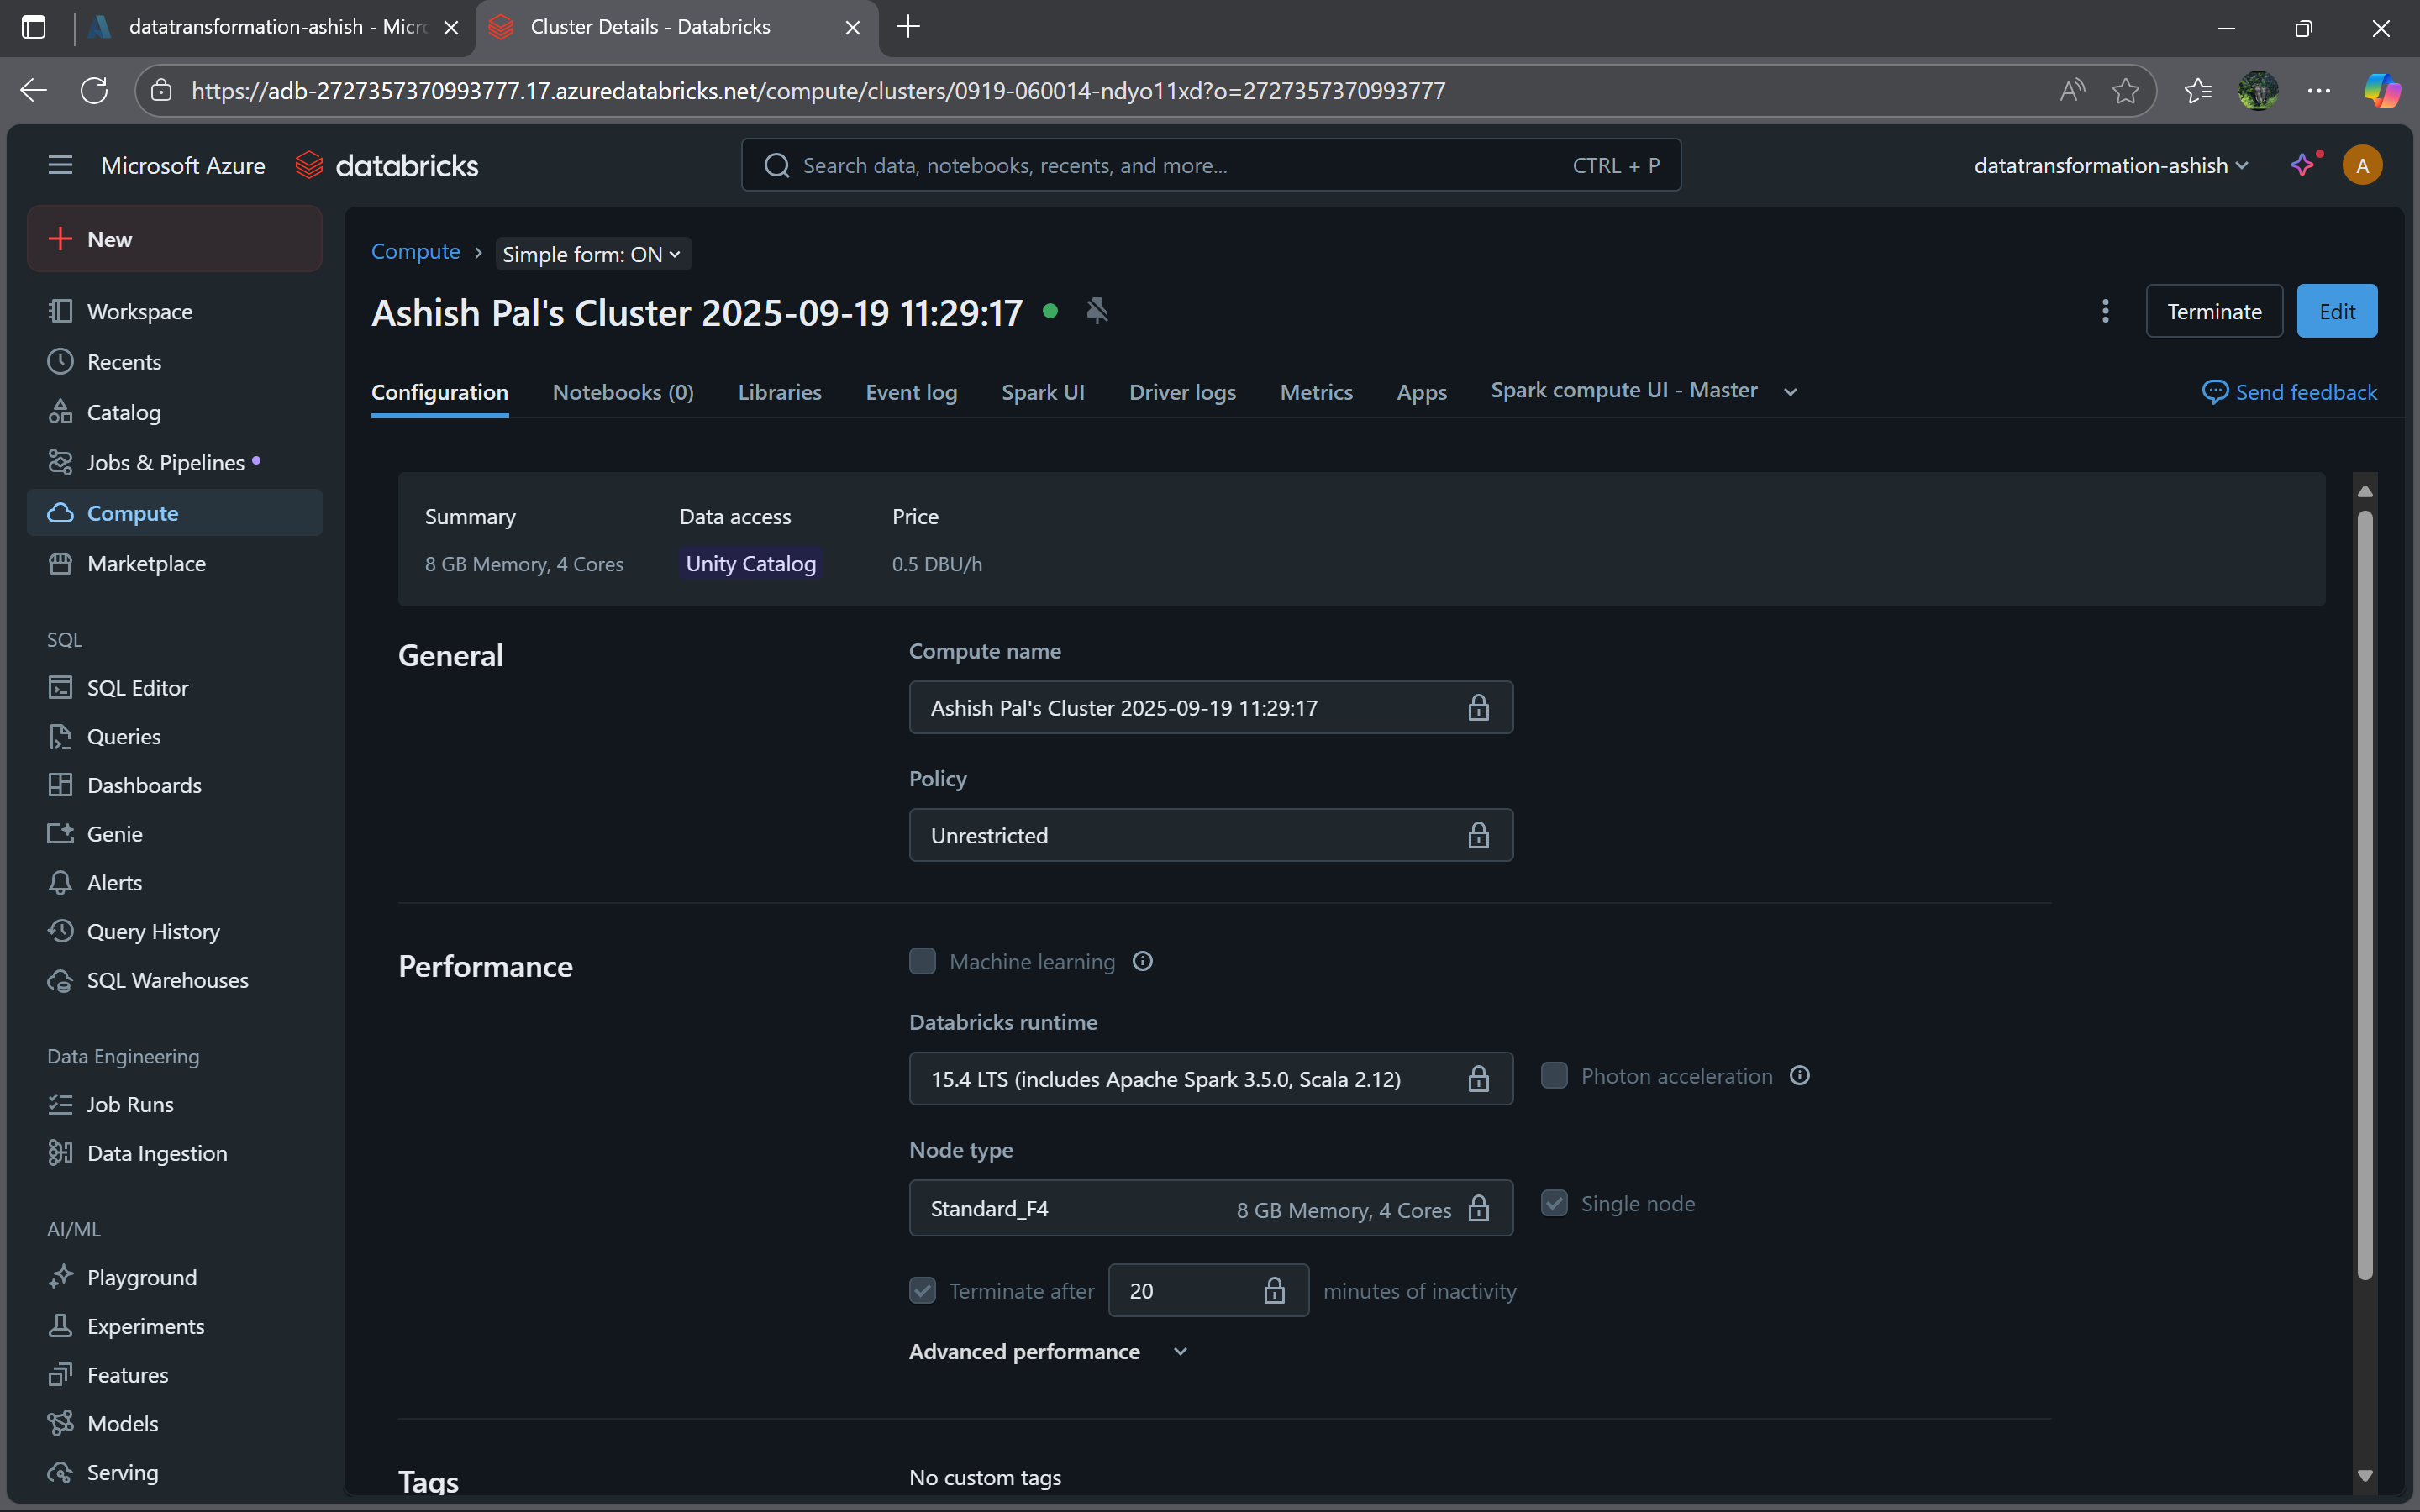 datatransformation-ashish - Micr
Cluster Details - Databricks
https://adb-2727357370993777.17.azuredatabricks.net/compute/clusters/0919-060014-ndyo11xd?o=2727357370993777
Microsoft Azure
databricks
Search data, notebooks, recents, and more...
CTRL + P
datatransformation-ashish
A
New
Workspace
Recents
Catalog
Jobs & Pipelines
Compute
Marketplace
SQL
SQL Editor
Queries
Dashboards
Genie
Alerts
Query History
SQL Warehouses
Data Engineering
Job Runs
Data Ingestion
AI/ML
Playground
Experiments
Features
Models
Serving
Compute > Simple form: ON
Ashish Pal's Cluster 2025-09-19 11:29:17
Terminate
Edit
Configuration
Notebooks (0)
Libraries
Event log
Spark UI
Driver logs
Metrics
Apps
Spark compute UI - Master
Send feedback
Summary
Data access
Price
8 GB Memory, 4 Cores
Unity Catalog
0.5 DBU/h
General
Compute name
Ashish Pal's Cluster 2025-09-19 11:29:17
Policy
Unrestricted
Performance
Machine learning
Databricks runtime
15.4 LTS (includes Apache Spark 3.5.0, Scala 2.12)
Photon acceleration
Node type
Standard_F4
8 GB Memory, 4 Cores
Single node
Terminate after 20 minutes of inactivity
Advanced performance
Tags
No custom tags